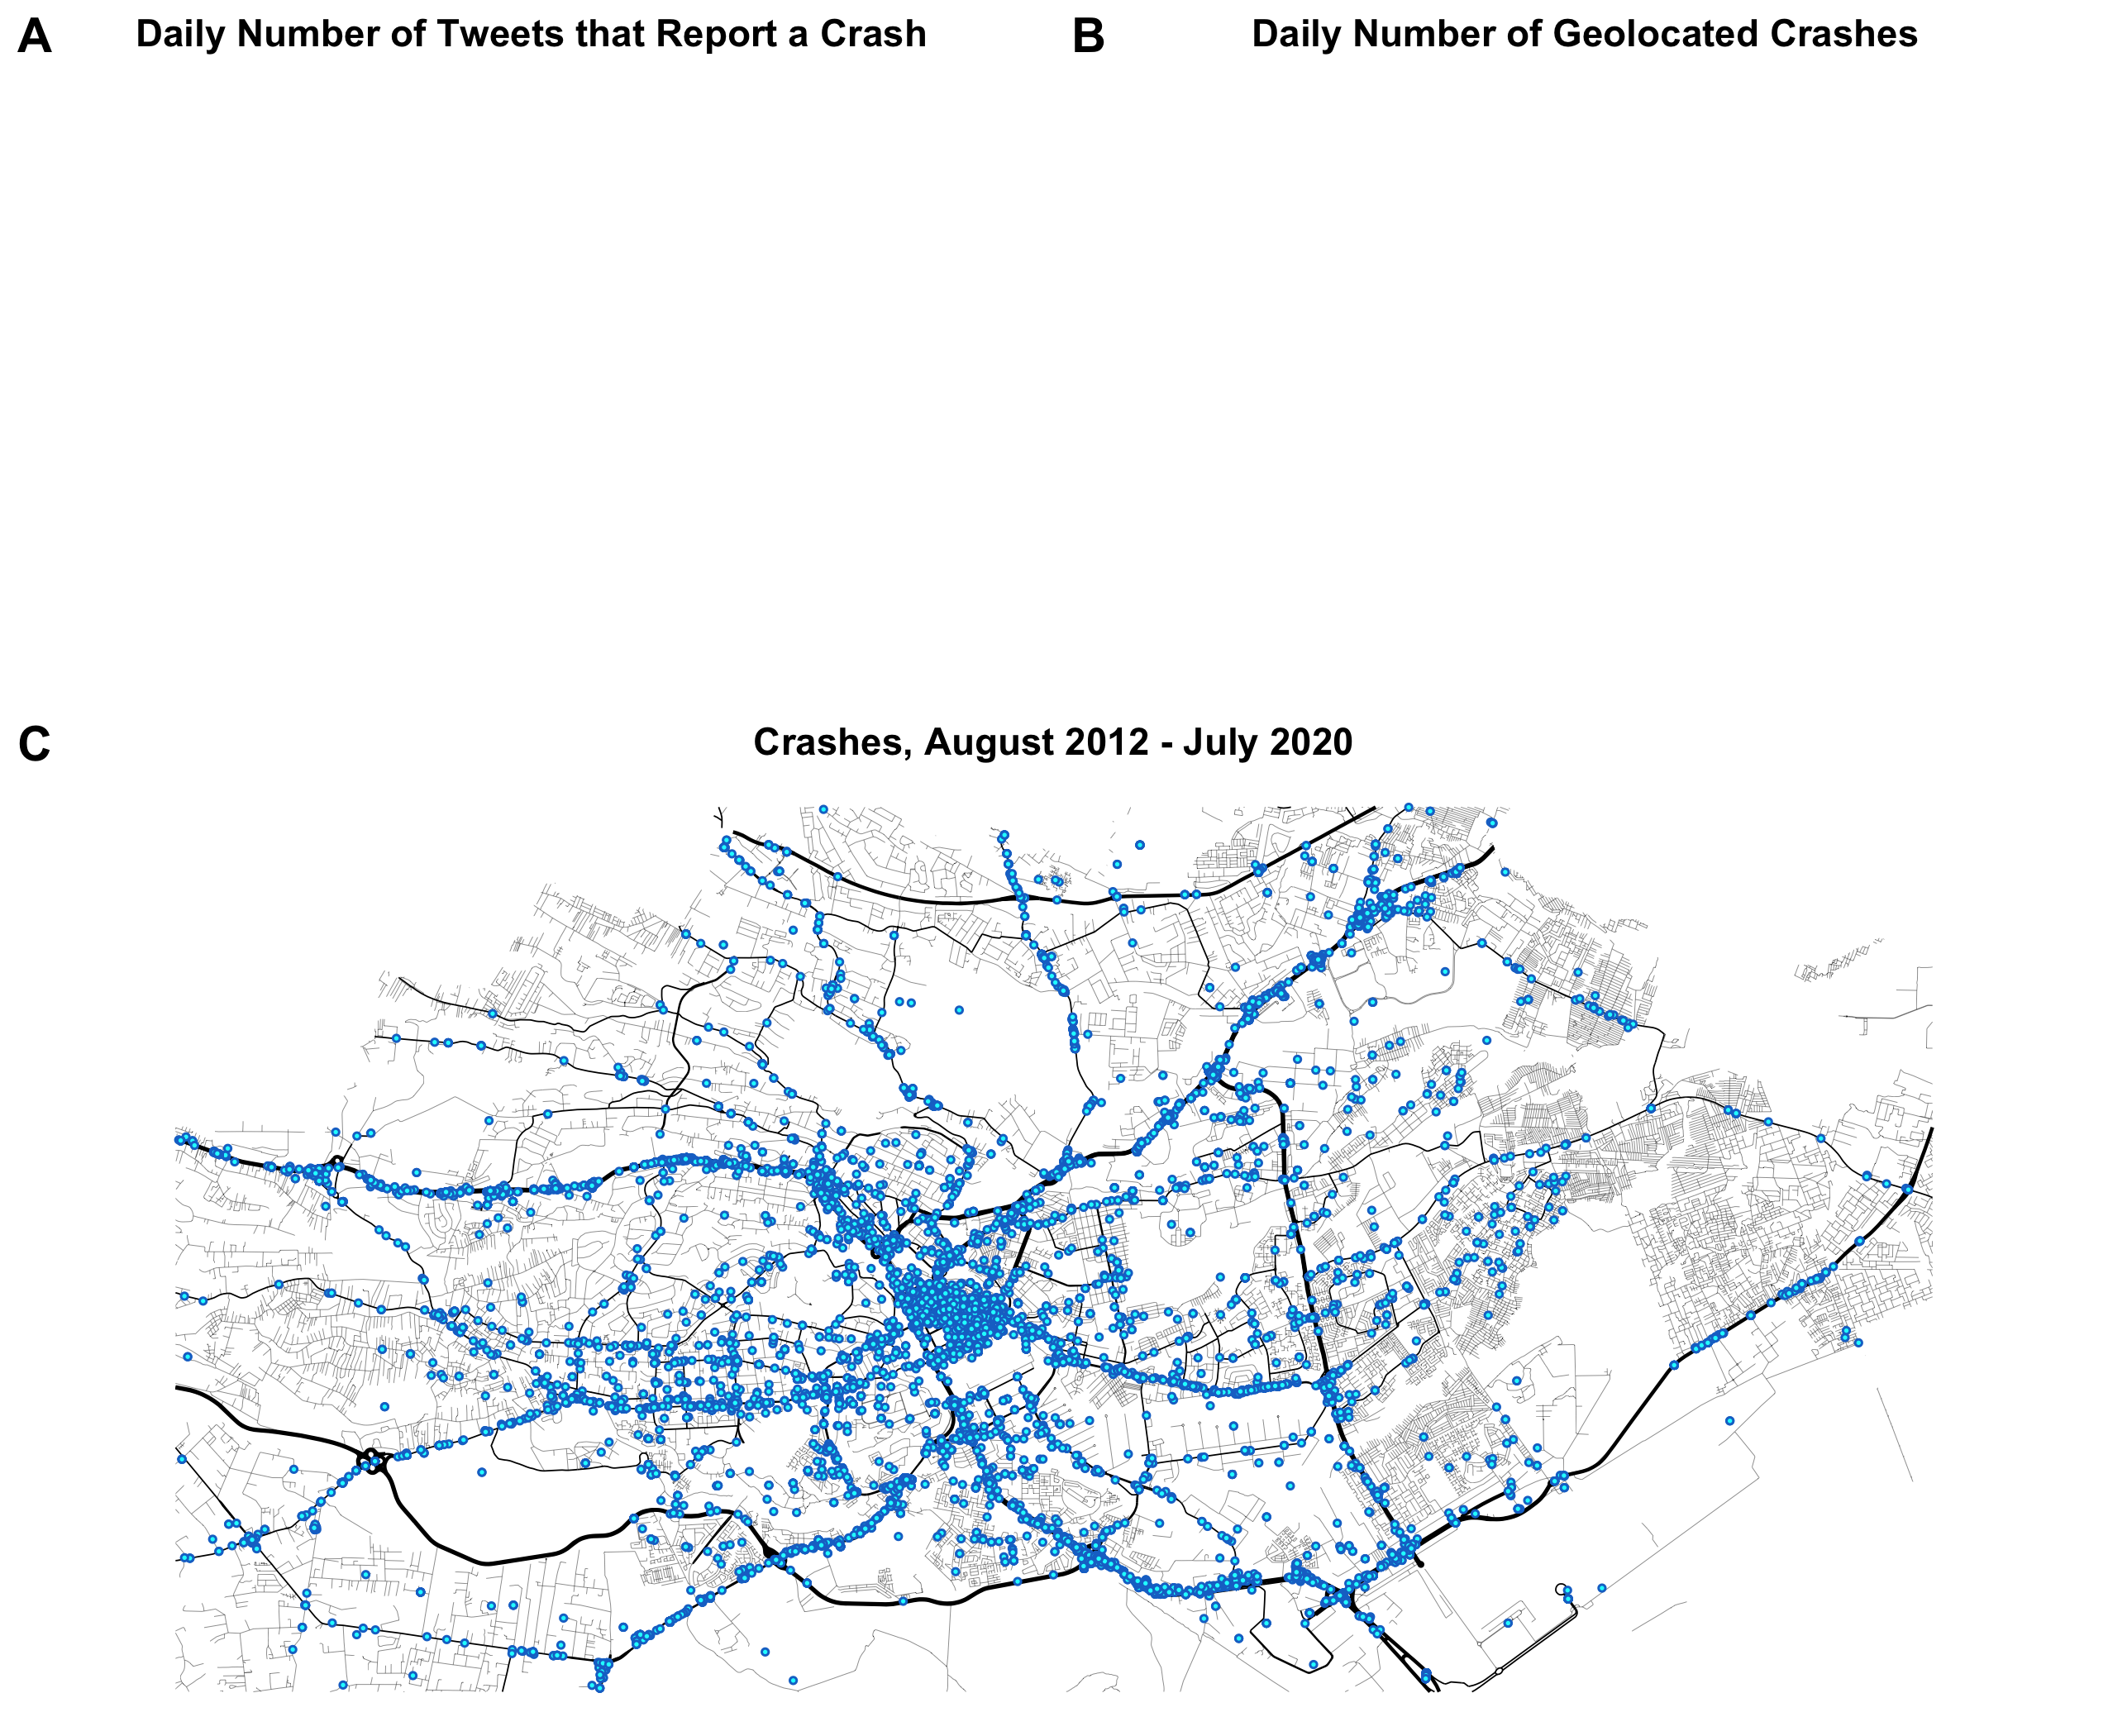 A Daily Number of Tweets that Report a Crash
B Daily Number of Geolocated Crashes
C Crashes, August 2012 - July 2020